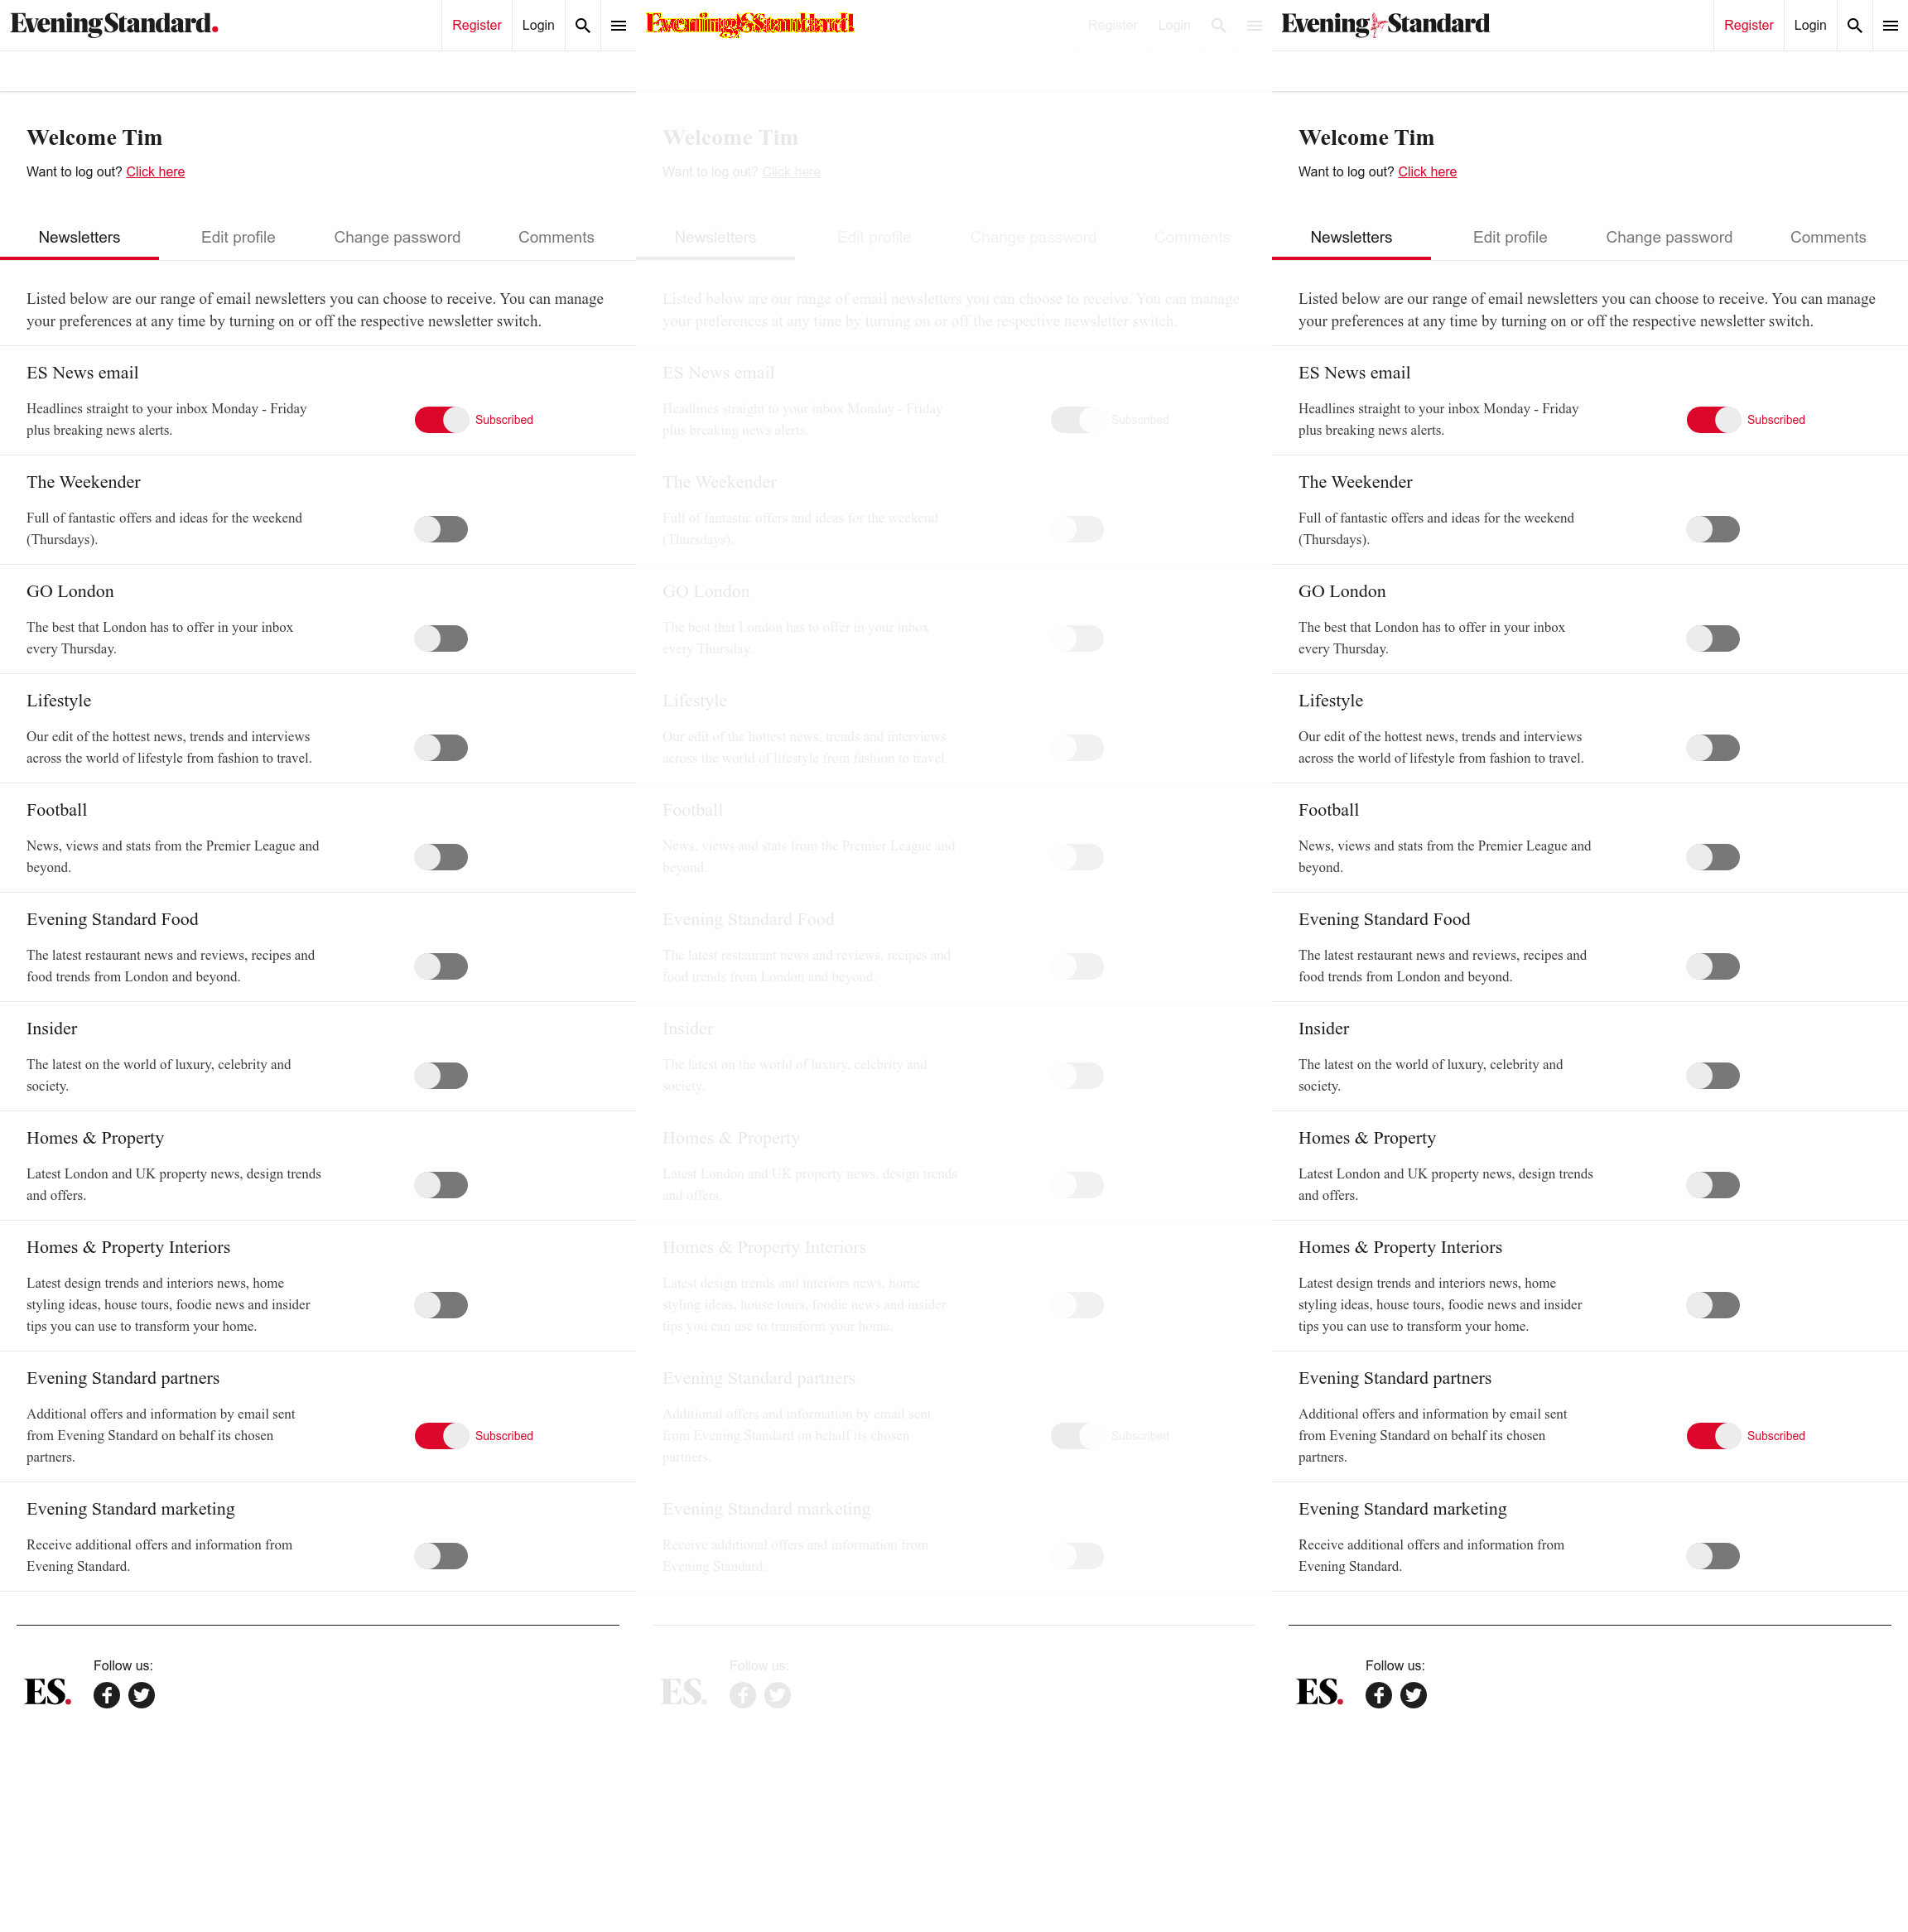 EveningStandard.
Register
Login
Welcome Tim
Want to log out? Click here
Newsletters
Edit profile
Change password
Comments
Listed below are our range of email newsletters you can choose to receive. You can manage
your preferences at any time by turning on or off the respective newsletter switch.
ES News email
Headlines straight to your inbox Monday - Friday
plus breaking news alerts.
Subscribed
The Weekender
Full of fantastic offers and ideas for the weekend
(Thursdays).
GO London
The best that London has to offer in your inbox
every Thursday.
Lifestyle
Our edit of the hottest news, trends and interviews
across the world of lifestyle from fashion to travel.
Football
News, views and stats from the Premier League and
beyond.
Evening Standard Food
The latest restaurant news and reviews, recipes and
food trends from London and beyond.
Insider
The latest on the world of luxury, celebrity and
society.
Homes & Property
Latest London and UK property news, design trends
and offers.
Homes & Property Interiors
Latest design trends and interiors news, home
styling ideas, house tours, foodie news and insider
tips you can use to transform your home.
Evening Standard partners
Additional offers and information by email sent
from Evening Standard on behalf its chosen
partners.
Subscribed
Evening Standard marketing
Receive additional offers and information from
Evening Standard.
Follow us:
ES.
Register
Login
Welcome Tim
Want to log out? Click here
Newsletters
Edit profile
Change password
Comments
Listed below are our range of email newsletters you can choose to receive. You can manage
your preferences at any time by turning on or off the respective newsletter switch.
ES News email
Headlines straight to your inbox Monday - Friday
plus breaking news alerts.
Subscribed
The Weekender
Full of fantastic offers and ideas for the weekend
(Thursdays).
GO London
The best that London has to offer in your inbox
every Thursday.
Lifestyle
Our edit of the hottest news, trends and interviews
across the world of lifestyle from fashion to travel.
Football
News, views and stats from the Premier League and
beyond.
Evening Standard Food
The latest restaurant news and reviews, recipes and
food trends from London and beyond.
Insider
The latest on the world of luxury, celebrity and
society.
Homes & Property
Latest London and UK property news, design trends
and offers.
Homes & Property Interiors
Latest design trends and interiors news, home
styling ideas, house tours, foodie news and insider
tips you can use to transform your home.
Evening Standard partners
Additional offers and information by email sent
from Evening Standard on behalf its chosen
partners.
Subscribed
Evening Standard marketing
Receive additional offers and information from
Evening Standard.
Follow us:
ES.
Evening Standard
Register
Login
Welcome Tim
Want to log out? Click here
Newsletters
Edit profile
Change password
Comments
Listed below are our range of email newsletters you can choose to receive. You can manage
your preferences at any time by turning on or off the respective newsletter switch.
ES News email
Headlines straight to your inbox Monday - Friday
plus breaking news alerts.
Subscribed
The Weekender
Full of fantastic offers and ideas for the weekend
(Thursdays).
GO London
The best that London has to offer in your inbox
every Thursday.
Lifestyle
Our edit of the hottest news, trends and interviews
across the world of lifestyle from fashion to travel.
Football
News, views and stats from the Premier League and
beyond.
Evening Standard Food
The latest restaurant news and reviews, recipes and
food trends from London and beyond.
Insider
The latest on the world of luxury, celebrity and
society.
Homes & Property
Latest London and UK property news, design trends
and offers.
Homes & Property Interiors
Latest design trends and interiors news, home
styling ideas, house tours, foodie news and insider
tips you can use to transform your home.
Evening Standard partners
Additional offers and information by email sent
from Evening Standard on behalf its chosen
partners.
Subscribed
Evening Standard marketing
Receive additional offers and information from
Evening Standard.
Follow us:
ES.